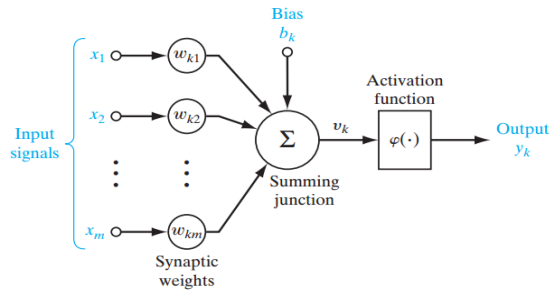 Bias
b_k
x_1
w_k1
Activation
function
x_2
w_k2
Input
signals
Σ
v_k
φ(·)
Output
y_k
Summing
junction
x_m
w_km
Synaptic
weights